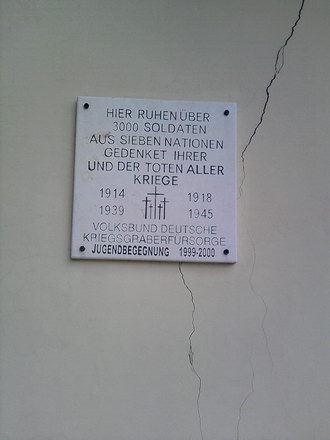 HIER RUHEN ÜBER
3000 SOLDATEN
AUS SIEBEN NATIONEN
GEDENKET IHRER
UND DER TOTEN ALLER
KRIEGE
1914 1918
1939 1945
VOLKSBUND DEUTSCHE
KRIEGSGRÄBERFÜRSORGE
JUGENDBEGEGNUNG 1999-2000